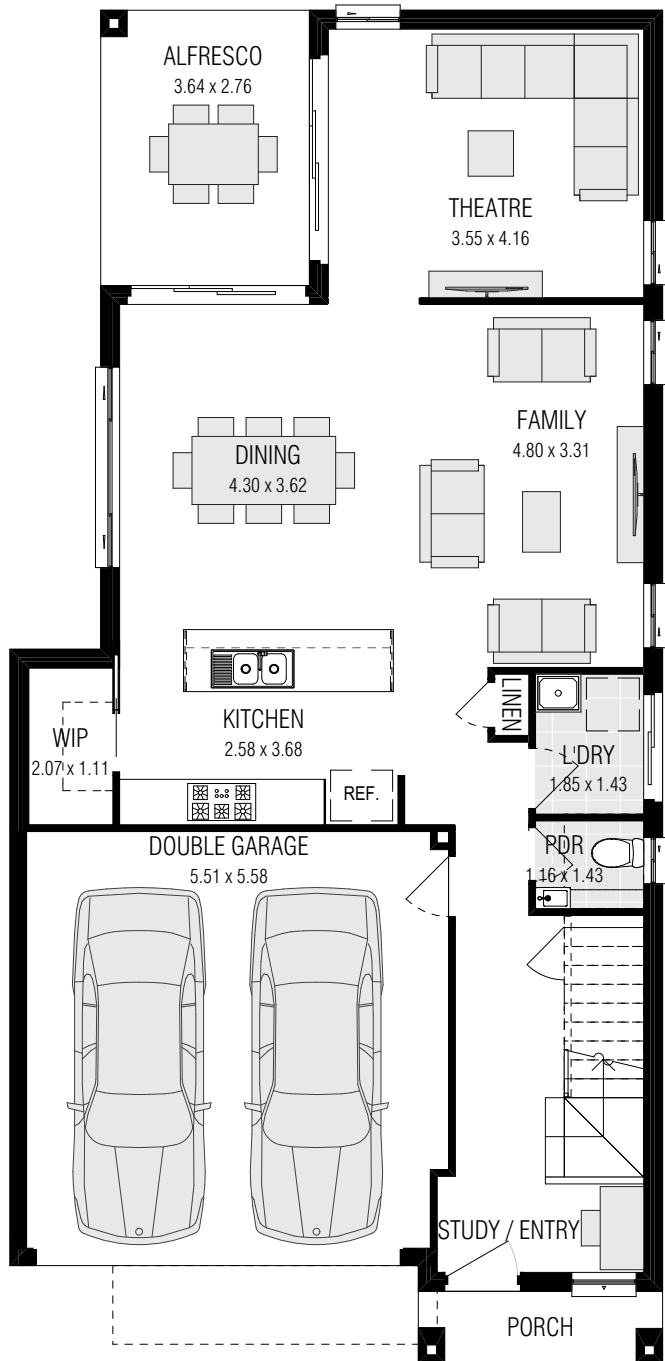 ALFRESCO
3.64 x 2.76
THEATRE
3.55 x 4.16
FAMILY
4.80 x 3.31
DINING
4.30 x 3.62
KITCHEN
2.58 x 3.68
WIP
2.07 x 1.11
LINEN
L'DRY
1.85 x 1.43
REF.
PDR
1.16 x 1.43
DOUBLE GARAGE
5.51 x 5.58
STUDY / ENTRY
PORCH